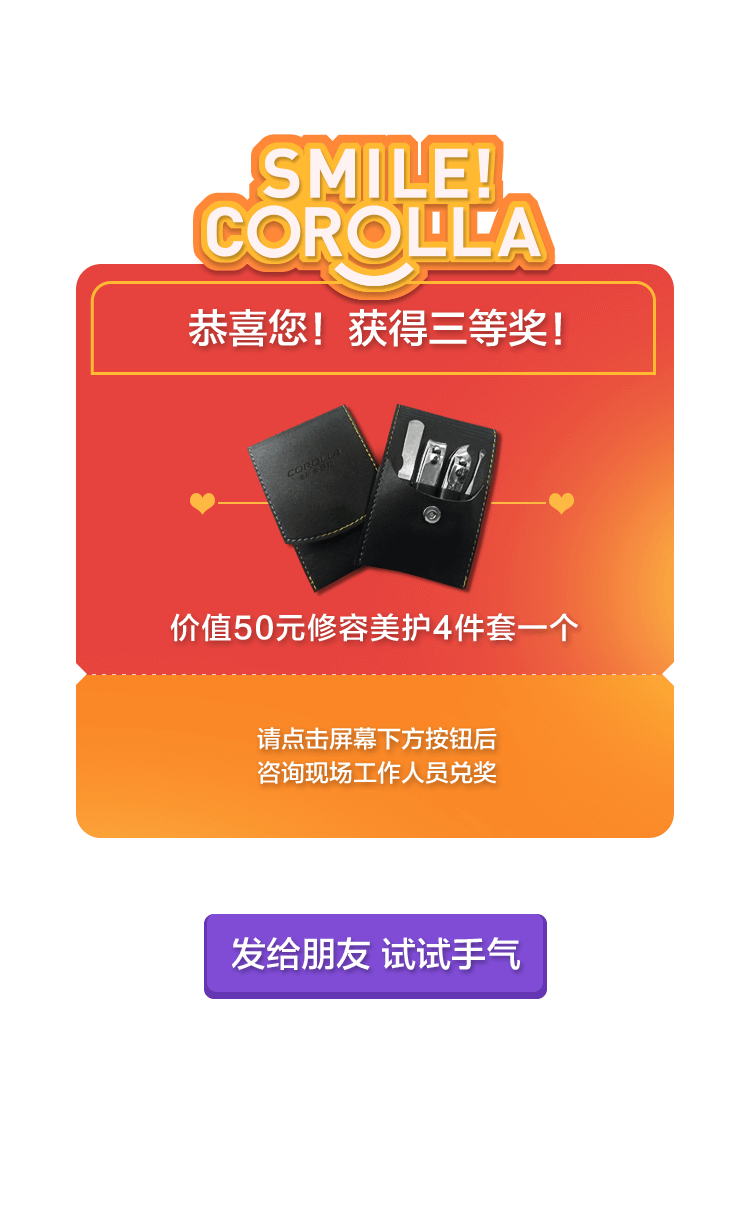 SMILE!
COROLLA
恭喜您！获得三等奖！
COROLLA
价值50元修容美护4件套一个
请点击屏幕下方按钮后
咨询现场工作人员兑奖
发给朋友 试试手气